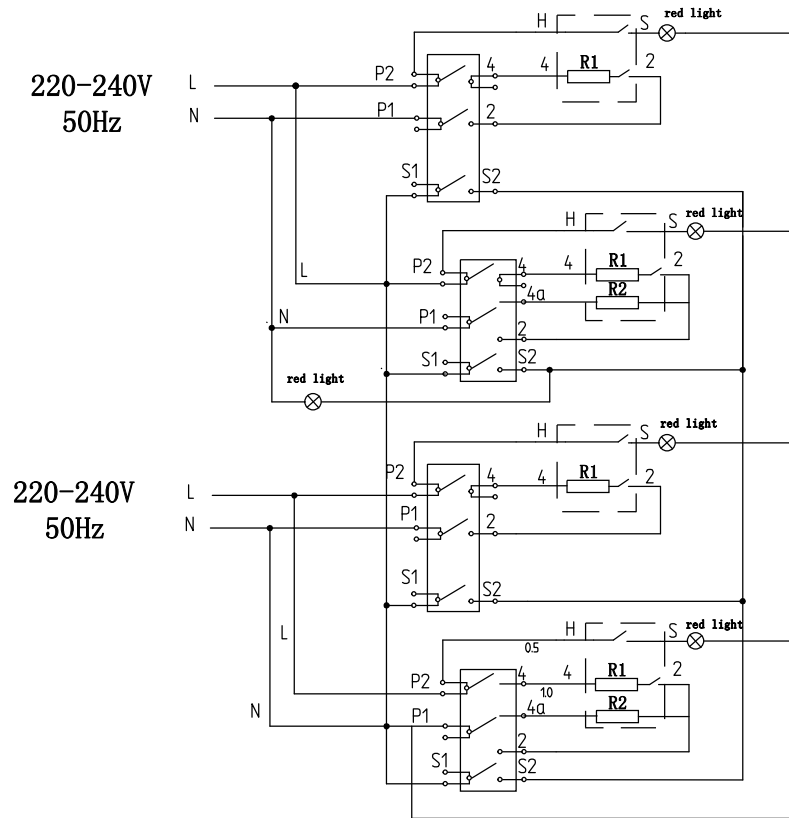 H S red light
220-240V
50Hz
L
N
P2 4 4 R1 2
P1 2
S1 S2
H S red light
L
P2 4 4 R1 2
R2
4a
N P1
2
S1 S2
red light
H S red light
220-240V
50Hz
L
N
P2 4 4 R1 2
P1 2
S1 S2
H S red light
0.5
L
P2 4 4 R1 2
1.0
R2
N P1 4a
2
S1 S2